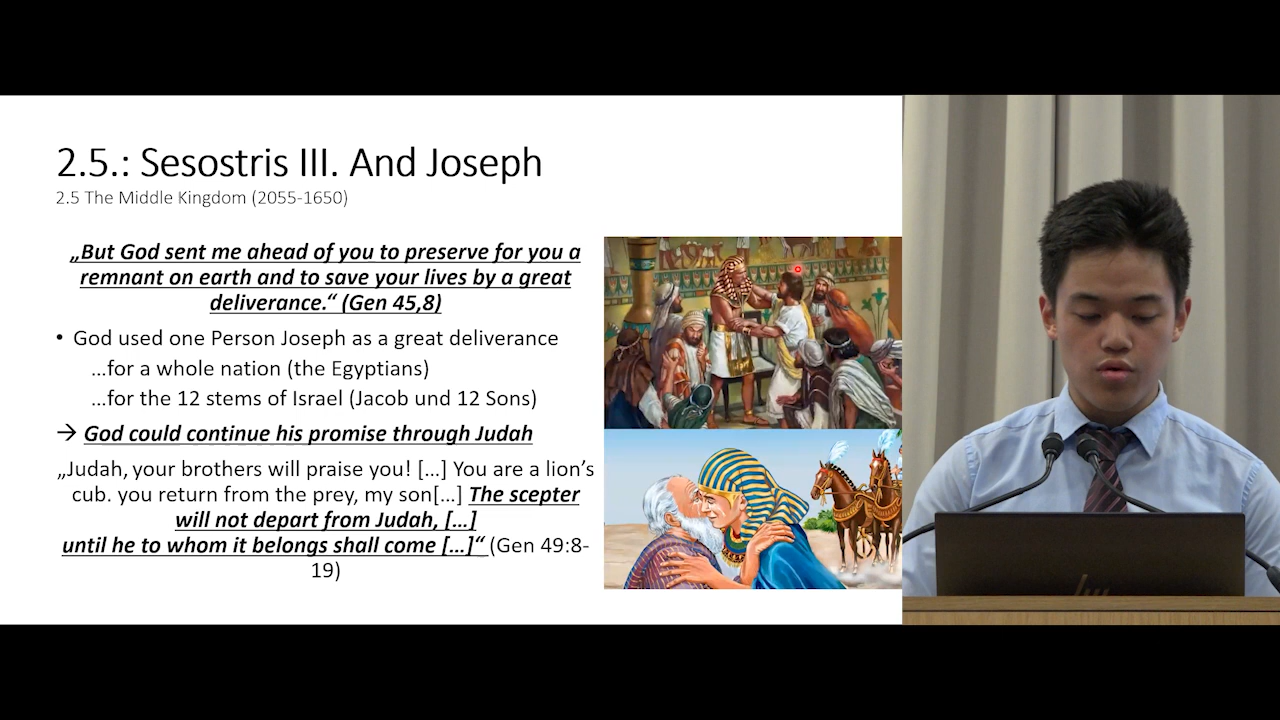 2.5.: Sesostris III. And Joseph
2.5 The Middle Kingdom (2055-1650)
„But God sent me ahead of you to preserve for you a
remnant on earth and to save your lives by a great
deliverance.“ (Gen 45,8)
• God used one Person Joseph as a great deliverance
...for a whole nation (the Egyptians)
...for the 12 stems of Israel (Jacob und 12 Sons)
→ God could continue his promise through Judah
„Judah, your brothers will praise you! [...] You are a lion’s
cub. you return from the prey, my son[...] The scepter
will not depart from Judah, [...]
until he to whom it belongs shall come [...]“ (Gen 49:8-
19)